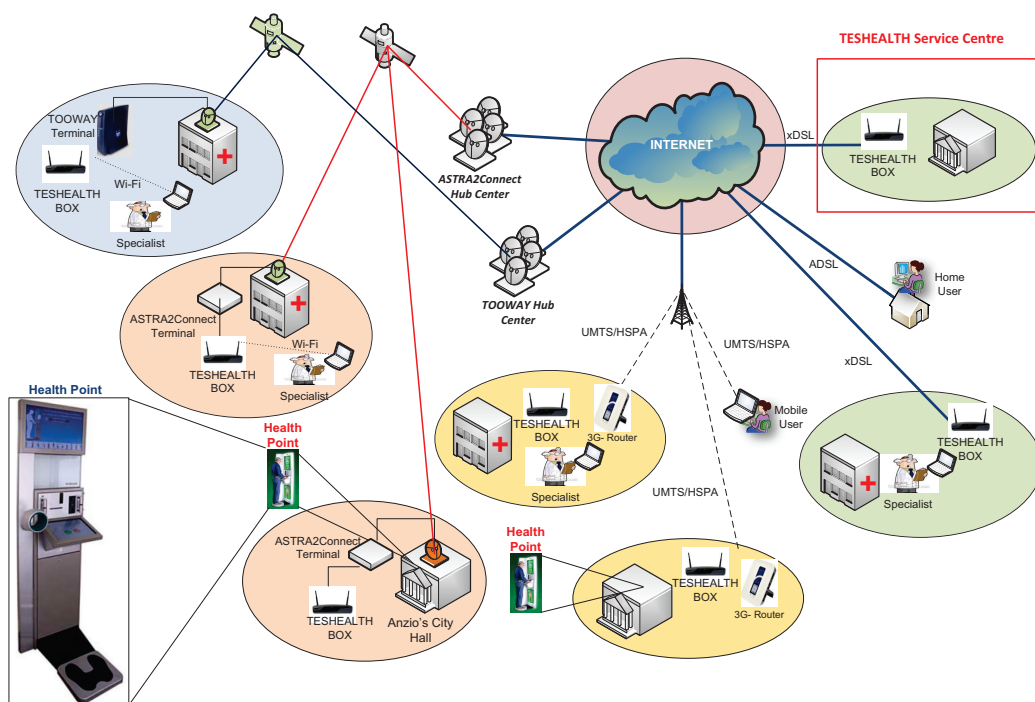 TESHEALTH Service Centre
TOOWAY
Terminal
TESHEALTH
BOX
Wi-Fi
Specialist
ASTRA2Connect
Hub Center
INTERNET
xDSL
TESHEALTH
BOX
ASTRA2Connect
Terminal
Wi-Fi
TESHEALTH
BOX
Specialist
TOOWAY Hub
Center
ADSL
Home
User
UMTS/HSPA
UMTS/HSPA
xDSL
Health Point
Health
Point
TESHEALTH
BOX
3G- Router
Specialist
Mobile
User
TESHEALTH
BOX
Specialist
UMTS/HSPA
ASTRA2Connect
Terminal
TESHEALTH
BOX
Anzio's City
Hall
Health
Point
TESHEALTH
BOX
3G- Router